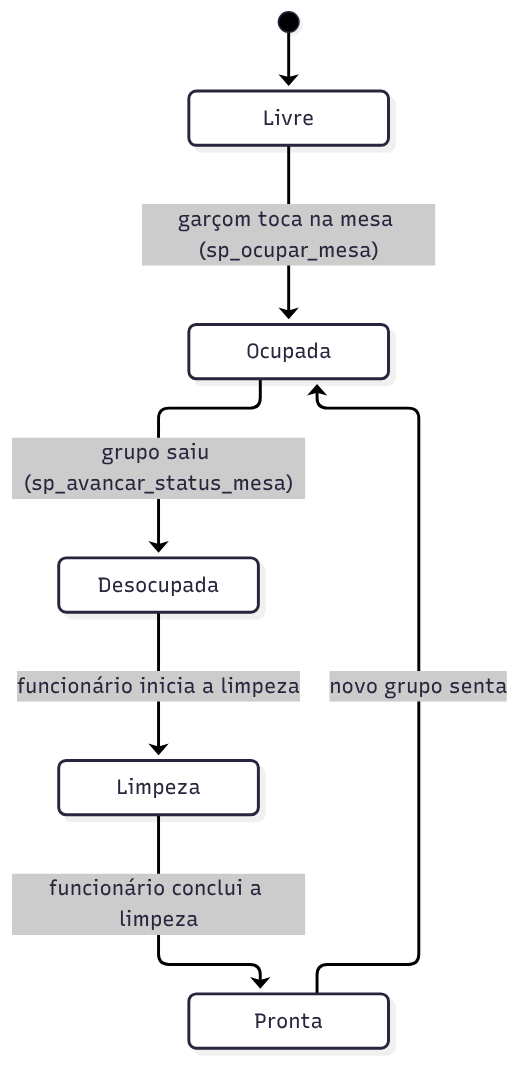 Livre
garçom toca na mesa
(sp_ocupar_mesa)
Ocupada
grupo saiu
(sp_avancar_status_mesa)
Desocupada
funcionário inicia a limpeza
novo grupo senta
Limpeza
funcionário conclui a
limpeza
Pronta